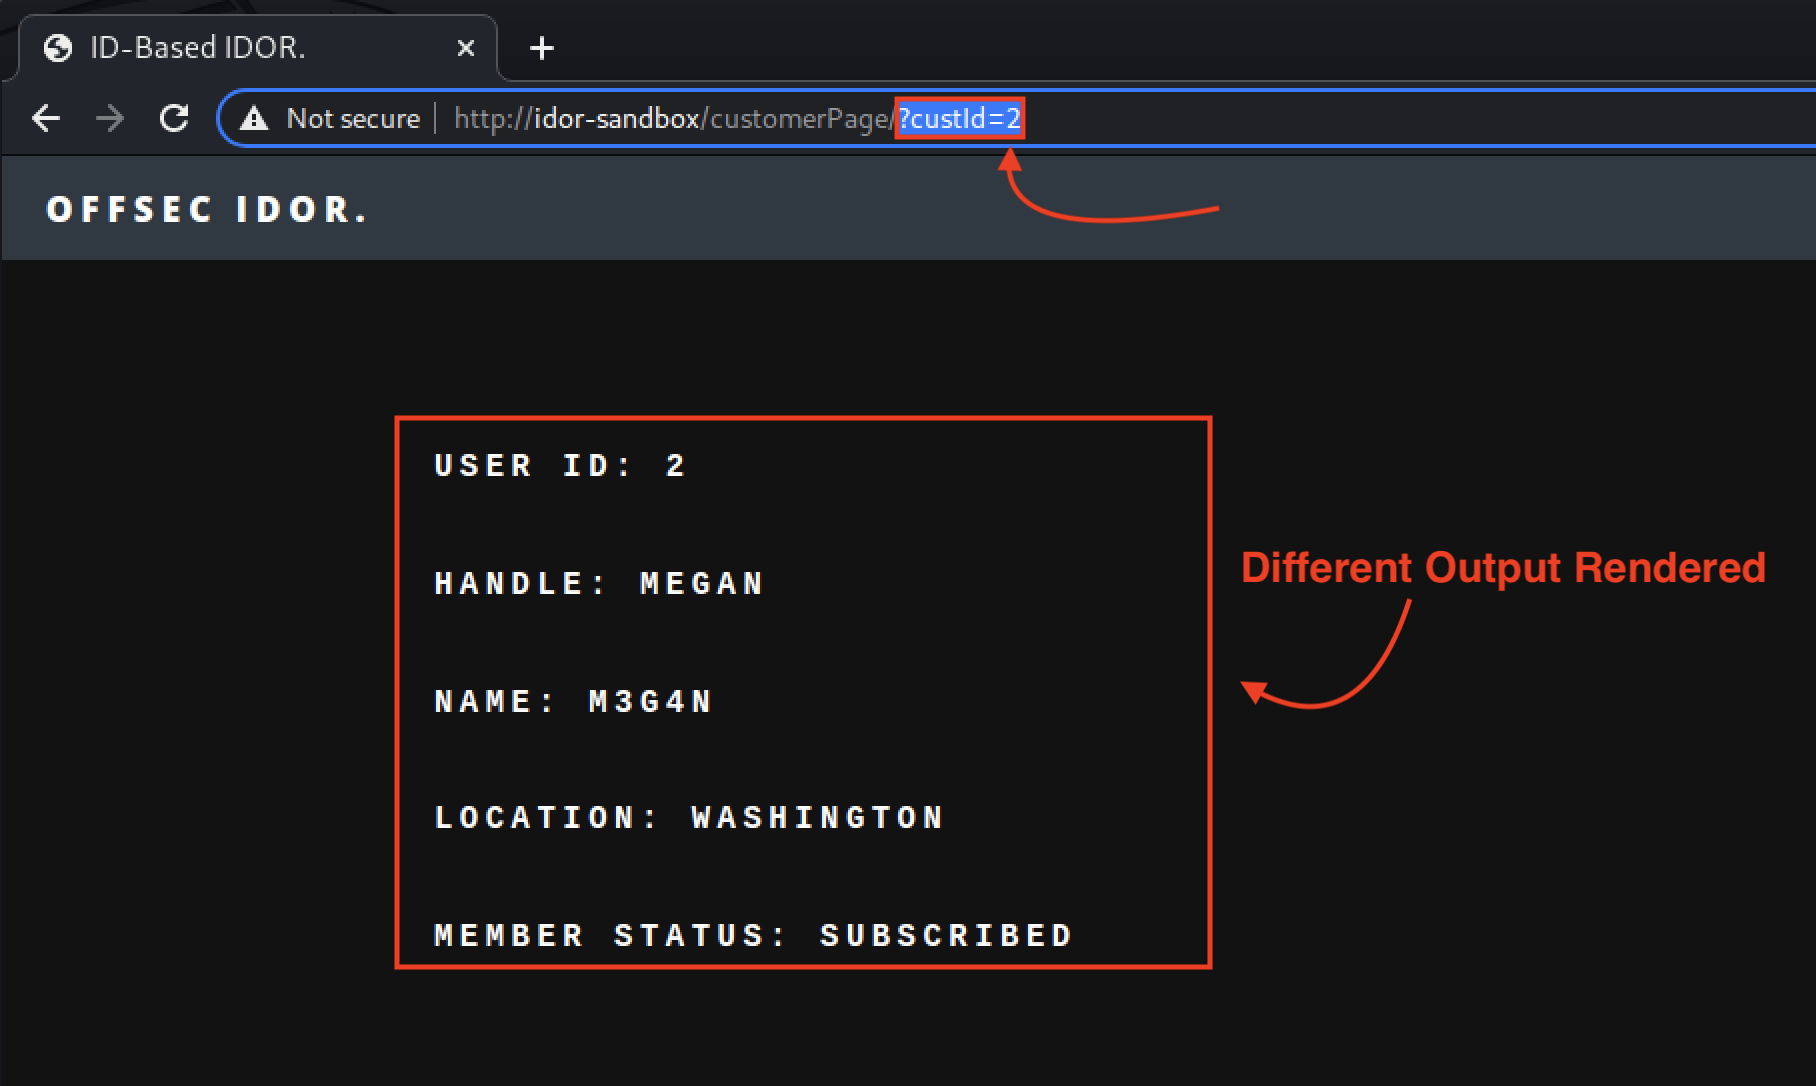 ID-Based IDOR.
Not secure
http://idor-sandbox/customerPage/?custId=2
OFFSEC IDOR.
USER ID: 2
HANDLE: MEGAN
Different Output Rendered
NAME: M3G4N
LOCATION: WASHINGTON
MEMBER STATUS: SUBSCRIBED